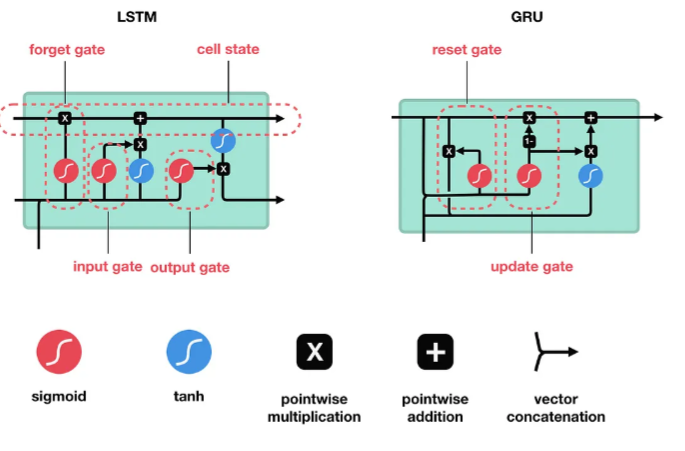 LSTM
GRU
forget gate
cell state
reset gate
x
+
x
x
x
+
1-
x
x
input gate
output gate
update gate
X
+
sigmoid
tanh
pointwise
multiplication
pointwise
addition
vector
concatenation